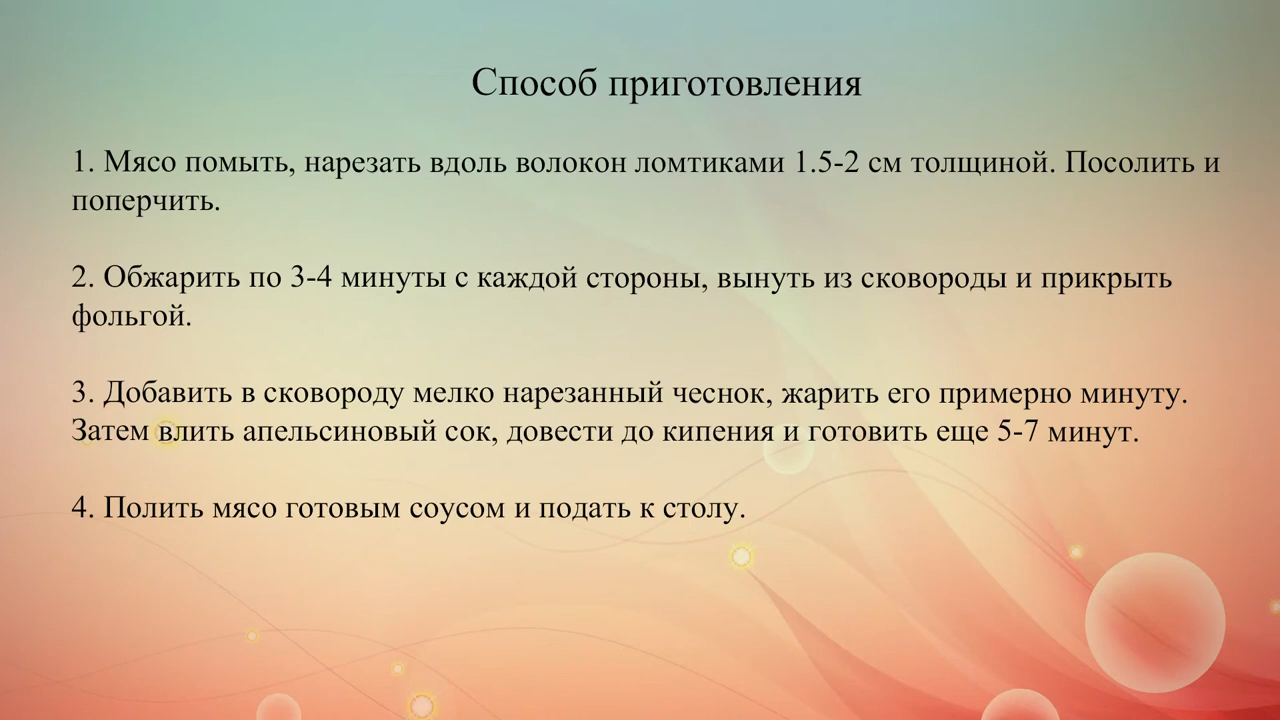 Способ приготовления
1. Мясо помыть, нарезать вдоль волокон ломтиками 1.5-2 см толщиной. Посолить и
поперчить.
2. Обжарить по 3-4 минуты с каждой стороны, вынуть из сковороды и прикрыть
фольгой.
3. Добавить в сковороду мелко нарезанный чеснок, жарить его примерно минуту.
Затем влить апельсиновый сок, довести до кипения и готовить еще 5-7 минут.
4. Полить мясо готовым соусом и подать к столу.